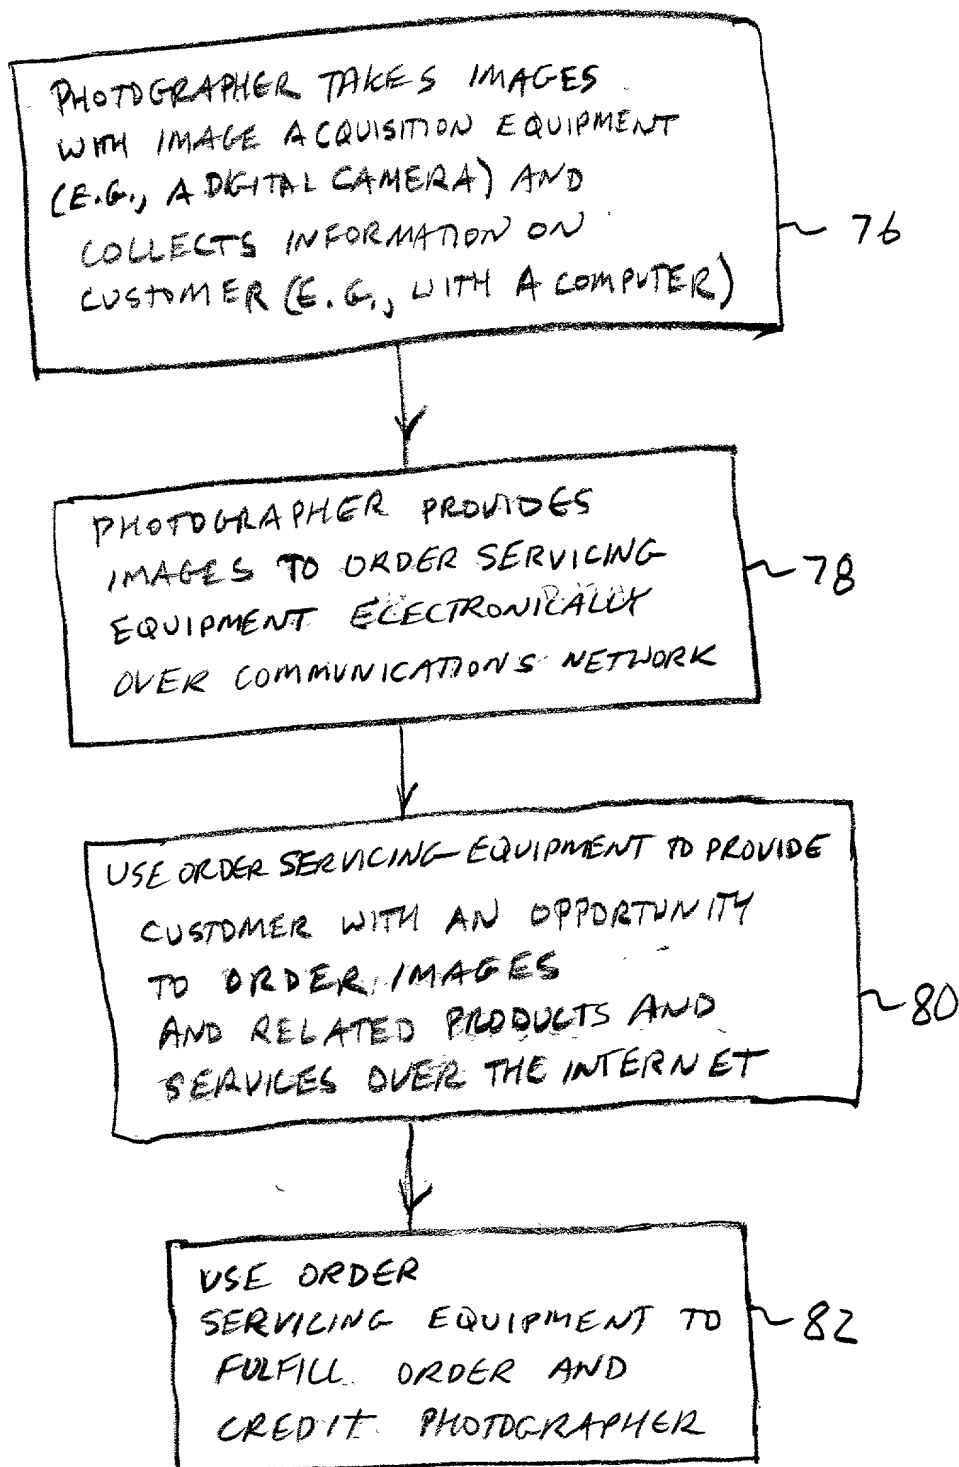 PHOTOGRAPHER TAKES IMAGES
WITH IMAGE ACQUISITION EQUIPMENT
(E.G., A DIGITAL CAMERA) AND
COLLECTS INFORMATION ON
CUSTOMER (E.G., WITH A COMPUTER)
76
PHOTOGRAPHER PROVIDES
IMAGES TO ORDER SERVICING
EQUIPMENT ELECTRONICALLY
OVER COMMUNICATIONS NETWORK
78
USE ORDER SERVICING EQUIPMENT TO PROVIDE
CUSTOMER WITH AN OPPORTUNITY
TO ORDER IMAGES
AND RELATED PRODUCTS AND
SERVICES OVER THE INTERNET
80
USE ORDER
SERVICING EQUIPMENT TO
FULFILL ORDER AND
CREDIT PHOTOGRAPHER
82